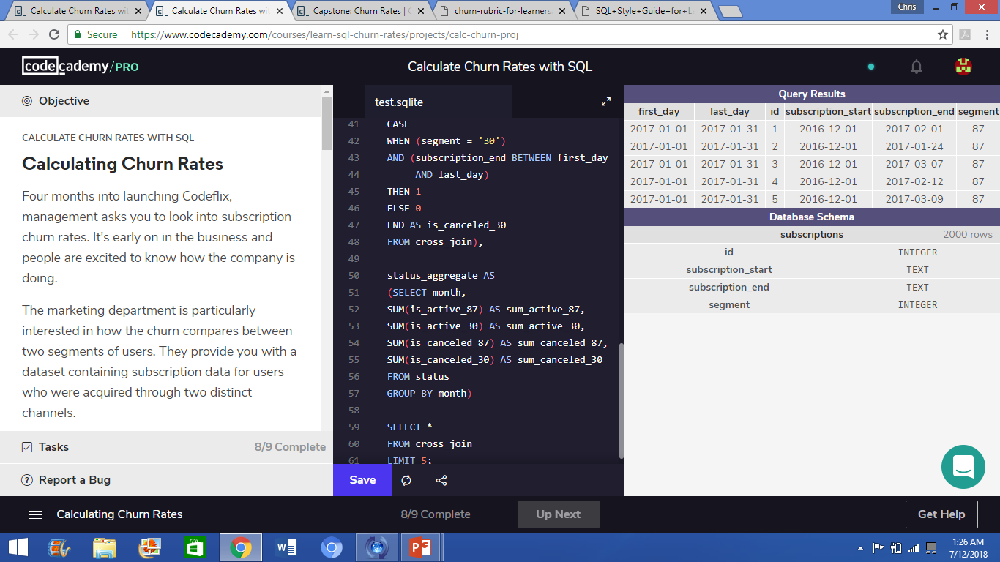 Calculate Churn Rates wit
Calculate Churn Rates wit
Capstone: Churn Rates | C
churn-rubric-for-learners
SQL+Style+Guide+for+L
Chris
Secure
https://www.codecademy.com/courses/learn-sql-churn-rates/projects/calc-churn-proj
codecademy/PRO
Calculate Churn Rates with SQL
Objective
CALCULATE CHURN RATES WITH SQL
Calculating Churn Rates
Four months into launching Codeflix,
management asks you to look into subscription
churn rates. It's early on in the business and
people are excited to know how the company is
doing.
The marketing department is particularly
interested in how the churn compares between
two segments of users. They provide you with a
dataset containing subscription data for users
who were acquired through two distinct
channels.
Tasks 8/9 Complete
Report a Bug
test.sqlite
41 CASE
42 WHEN (segment = '30')
43 AND (subscription_end BETWEEN first_day
44 AND last_day)
45 THEN 1
46 ELSE 0
47 END AS is_canceled_30
48 FROM cross_join),
49
50 status_aggregate AS
51 (SELECT month,
52 SUM(is_active_87) AS sum_active_87,
53 SUM(is_active_30) AS sum_active_30,
54 SUM(is_canceled_87) AS sum_canceled_87,
55 SUM(is_canceled_30) AS sum_canceled_30
56 FROM status
57 GROUP BY month)
58
59 SELECT *
60 FROM cross_join
61 LIMIT 5;
Save
Query Results
first_day last_day id subscription_start subscription_end segment
2017-01-01 2017-01-31 1 2016-12-01 2017-02-01 87
2017-01-01 2017-01-31 2 2016-12-01 2017-01-24 87
2017-01-01 2017-01-31 3 2016-12-01 2017-03-07 87
2017-01-01 2017-01-31 4 2016-12-01 2017-02-12 87
2017-01-01 2017-01-31 5 2016-12-01 2017-03-09 87
Database Schema
subscriptions 2000 rows
id INTEGER
subscription_start TEXT
subscription_end TEXT
segment INTEGER
Calculating Churn Rates
8/9 Complete
Up Next
Get Help
1:26 AM
7/12/2018